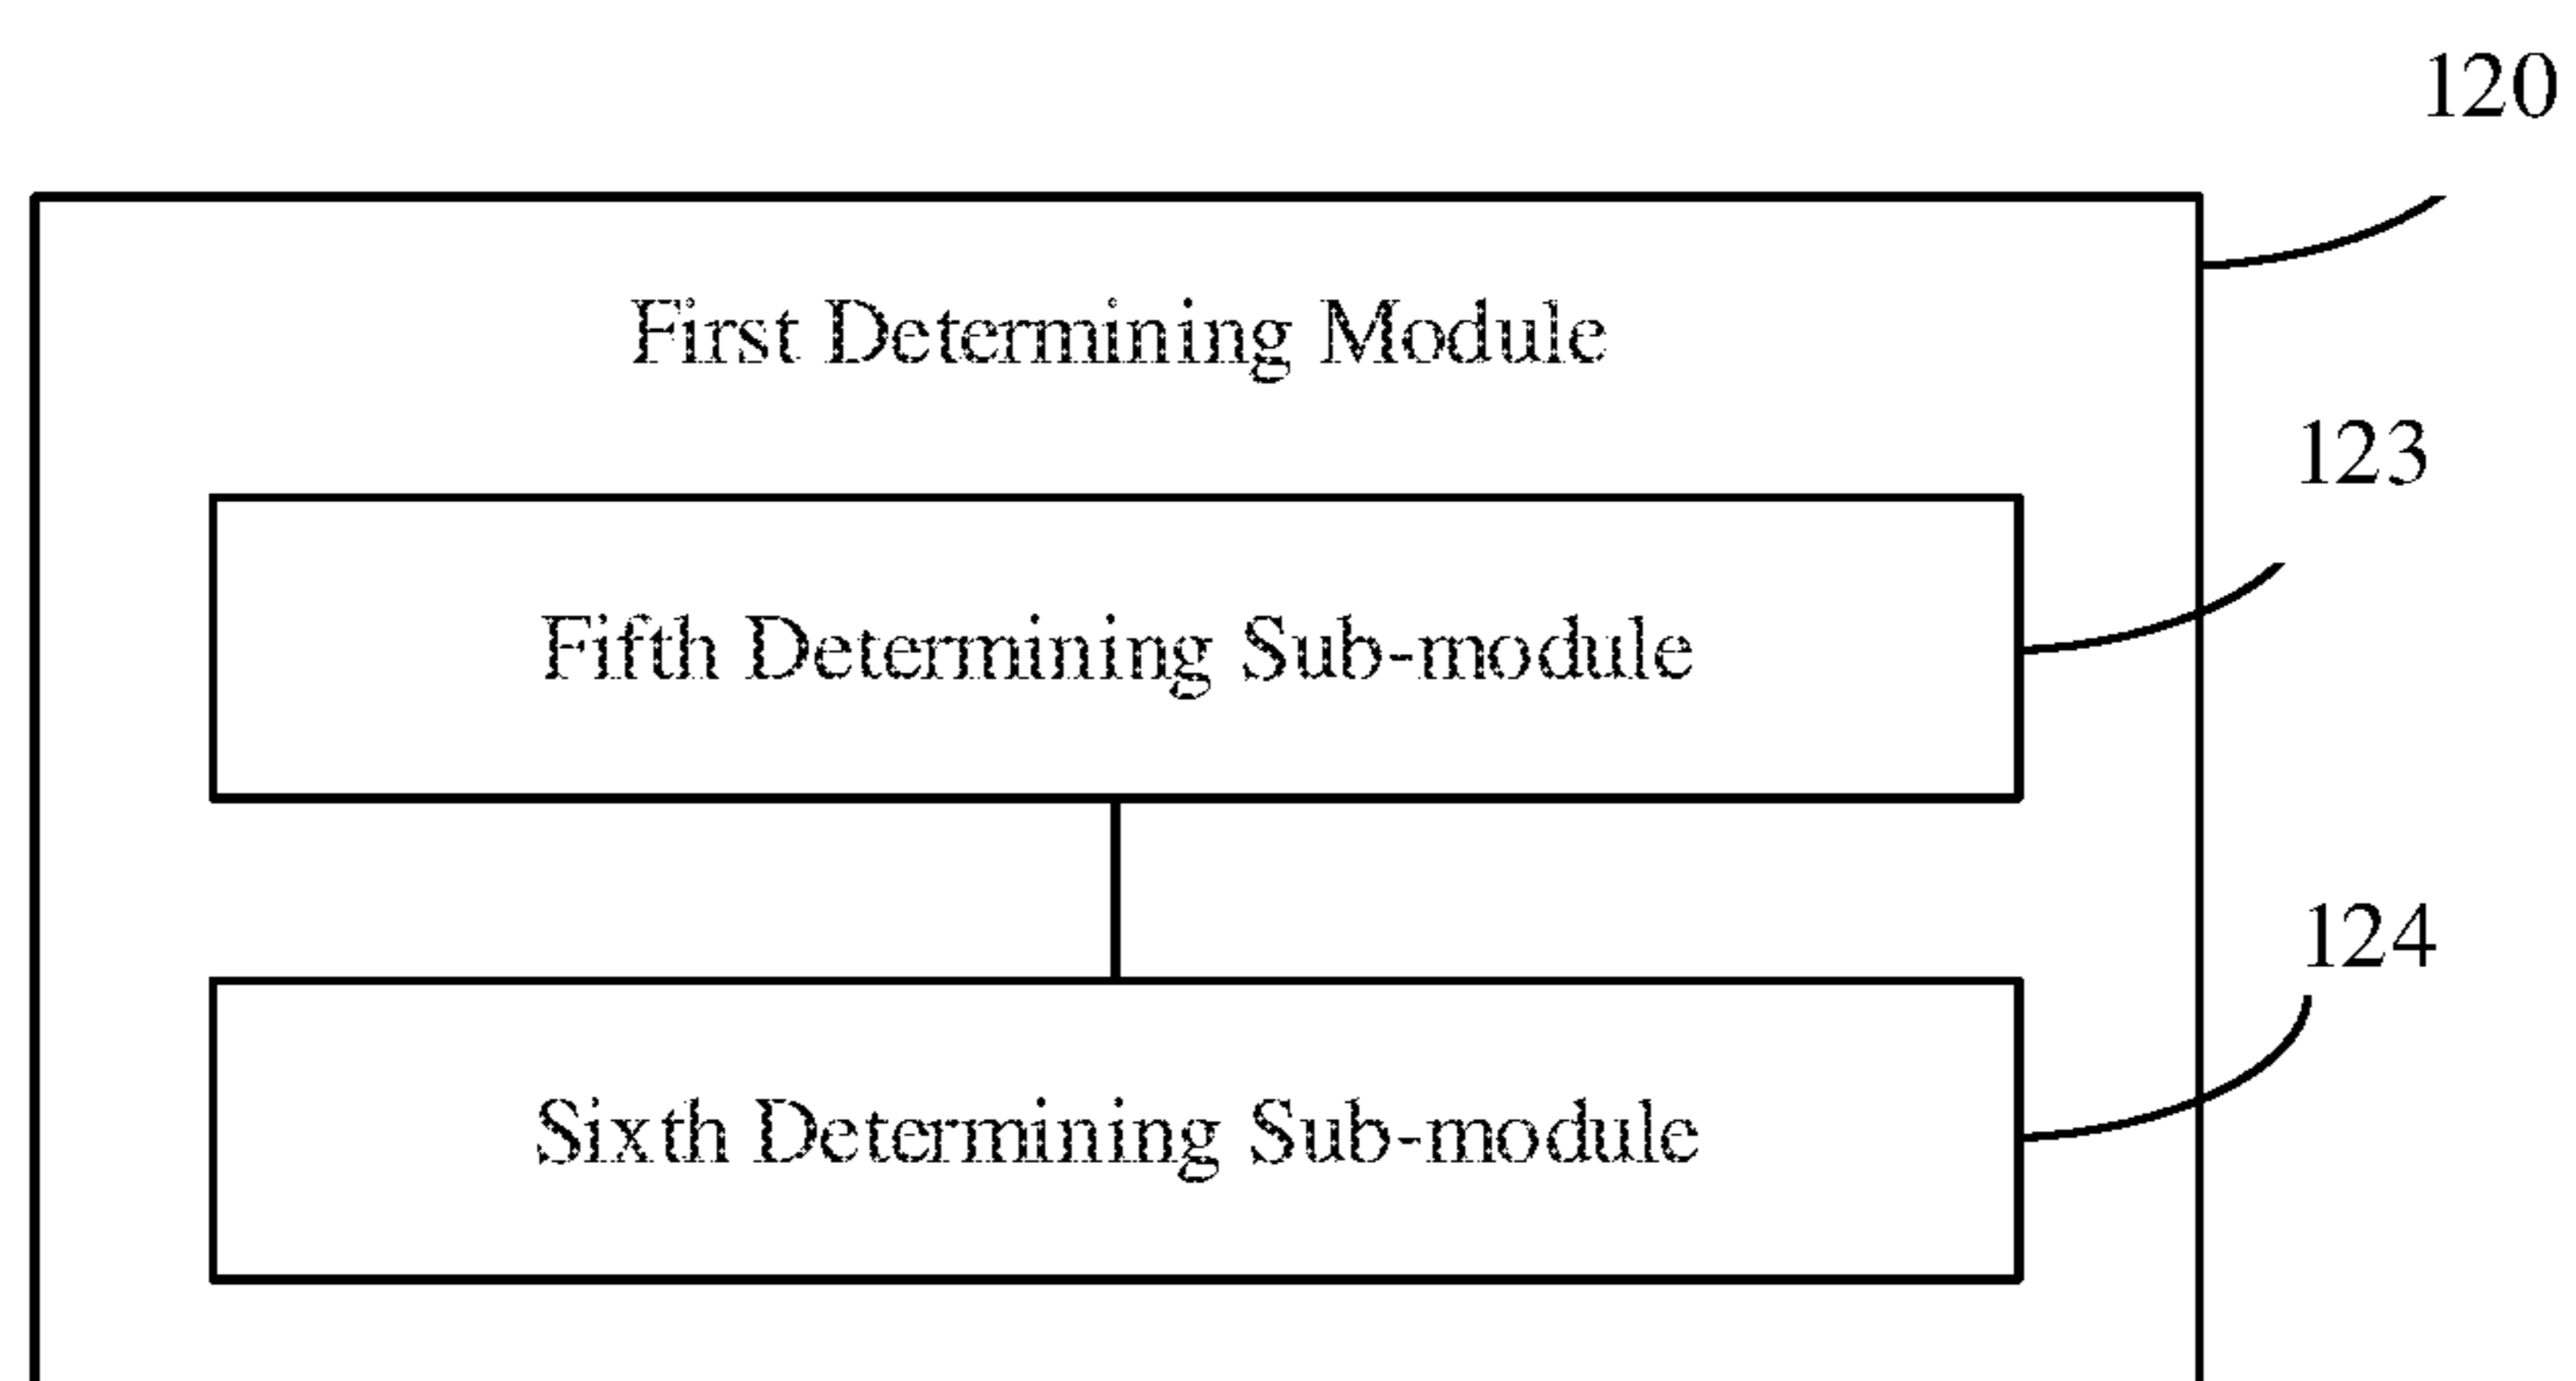 120
First Determining Module
123
Fifth Determining Sub-module
124
Sixth Determining Sub-module